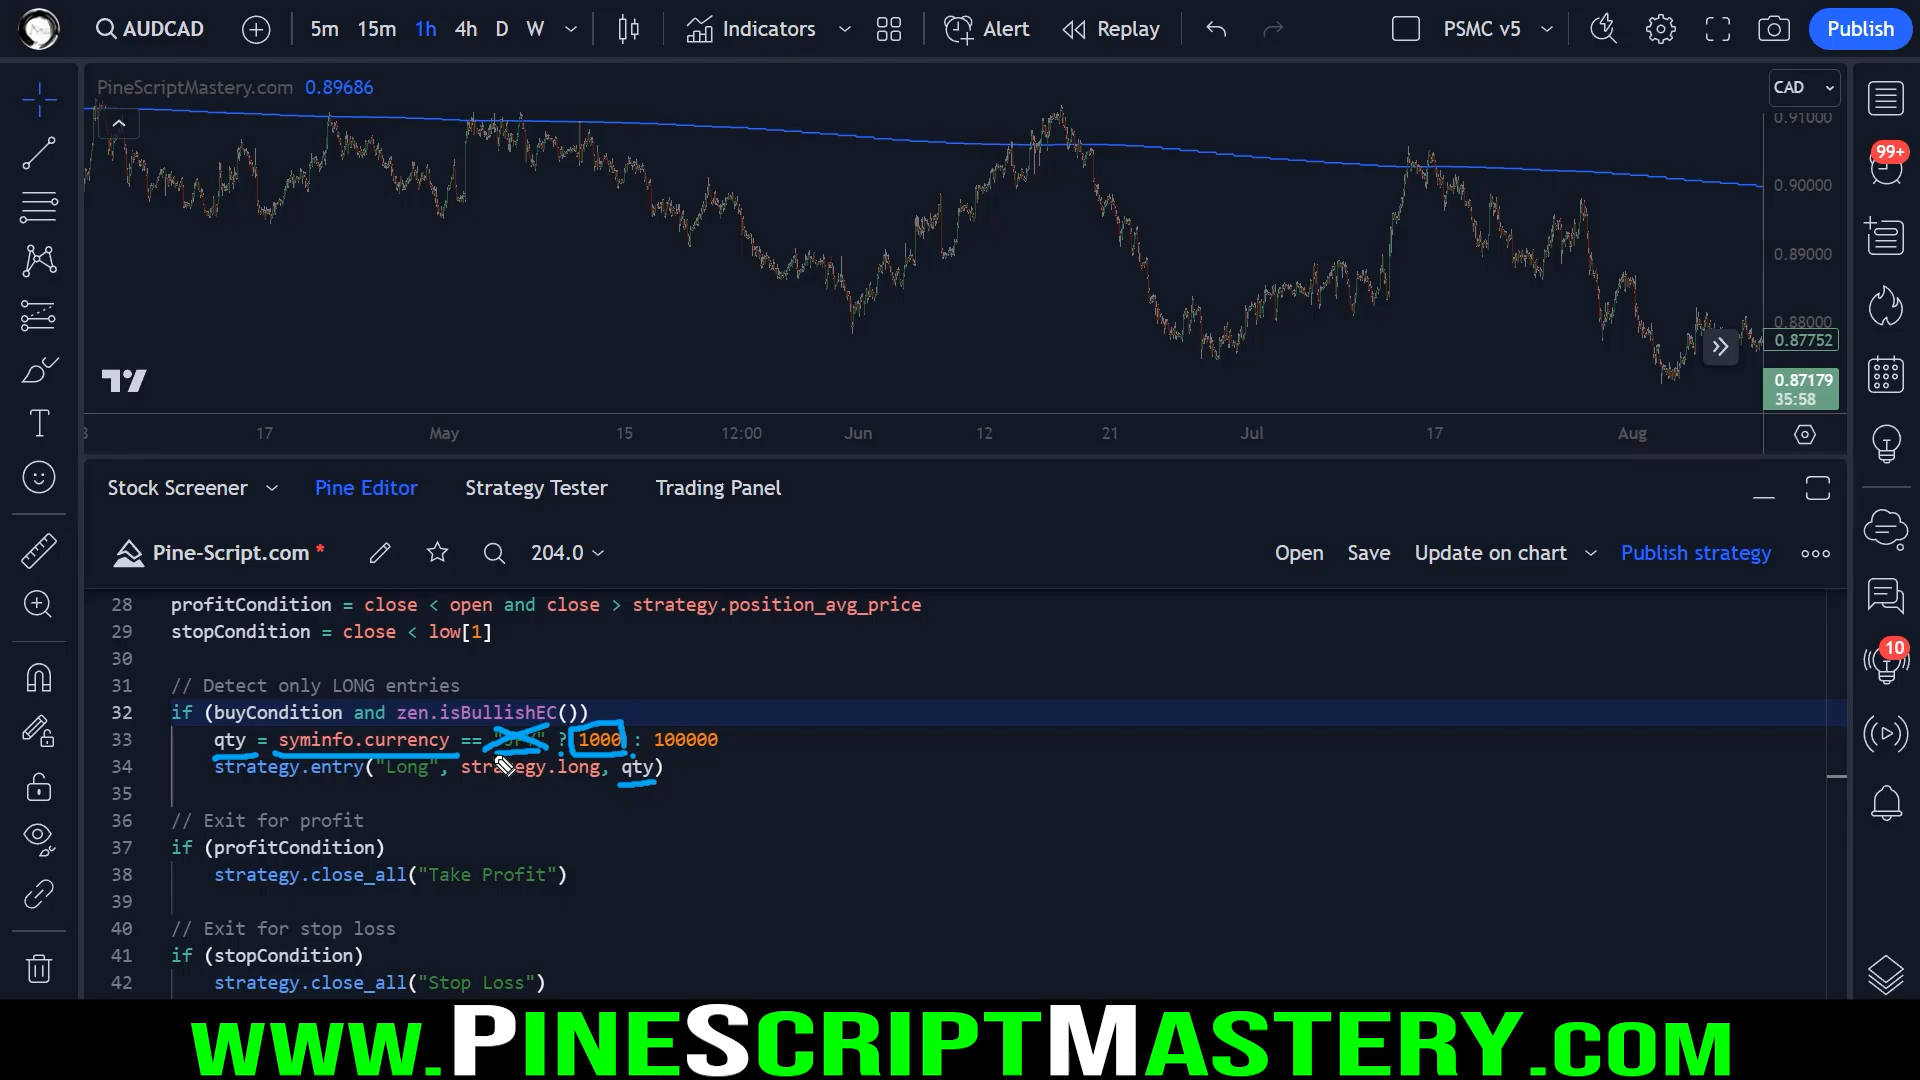 AUDCAD 5m 15m 1h 4h D W Indicators Alert Replay PSMC v5 Publish
PineScriptMastery.com 0.89686
CAD
0.91000
99+
0.90000
0.89000
0.88000
0.87752
0.87179
35:58
17 May 15 12:00 Jun 12 21 Jul 17 Aug
Stock Screener Pine Editor Strategy Tester Trading Panel
Pine-Script.com * 204.0 Open Save Update on chart Publish strategy
28 profitCondition = close < open and close > strategy.position_avg_price
29 stopCondition = close < low[1]
30
31 // Detect only LONG entries
32 if (buyCondition and zen.isBullishEC())
33 qty = syminfo.currency == ? 1000 : 100000
34 strategy.entry("Long", strategy.long, qty)
35
36 // Exit for profit
37 if (profitCondition)
38 strategy.close_all("Take Profit")
39
40 // Exit for stop loss
41 if (stopCondition)
42 strategy.close_all("Stop Loss")
10
www.PineScriptMastery.com